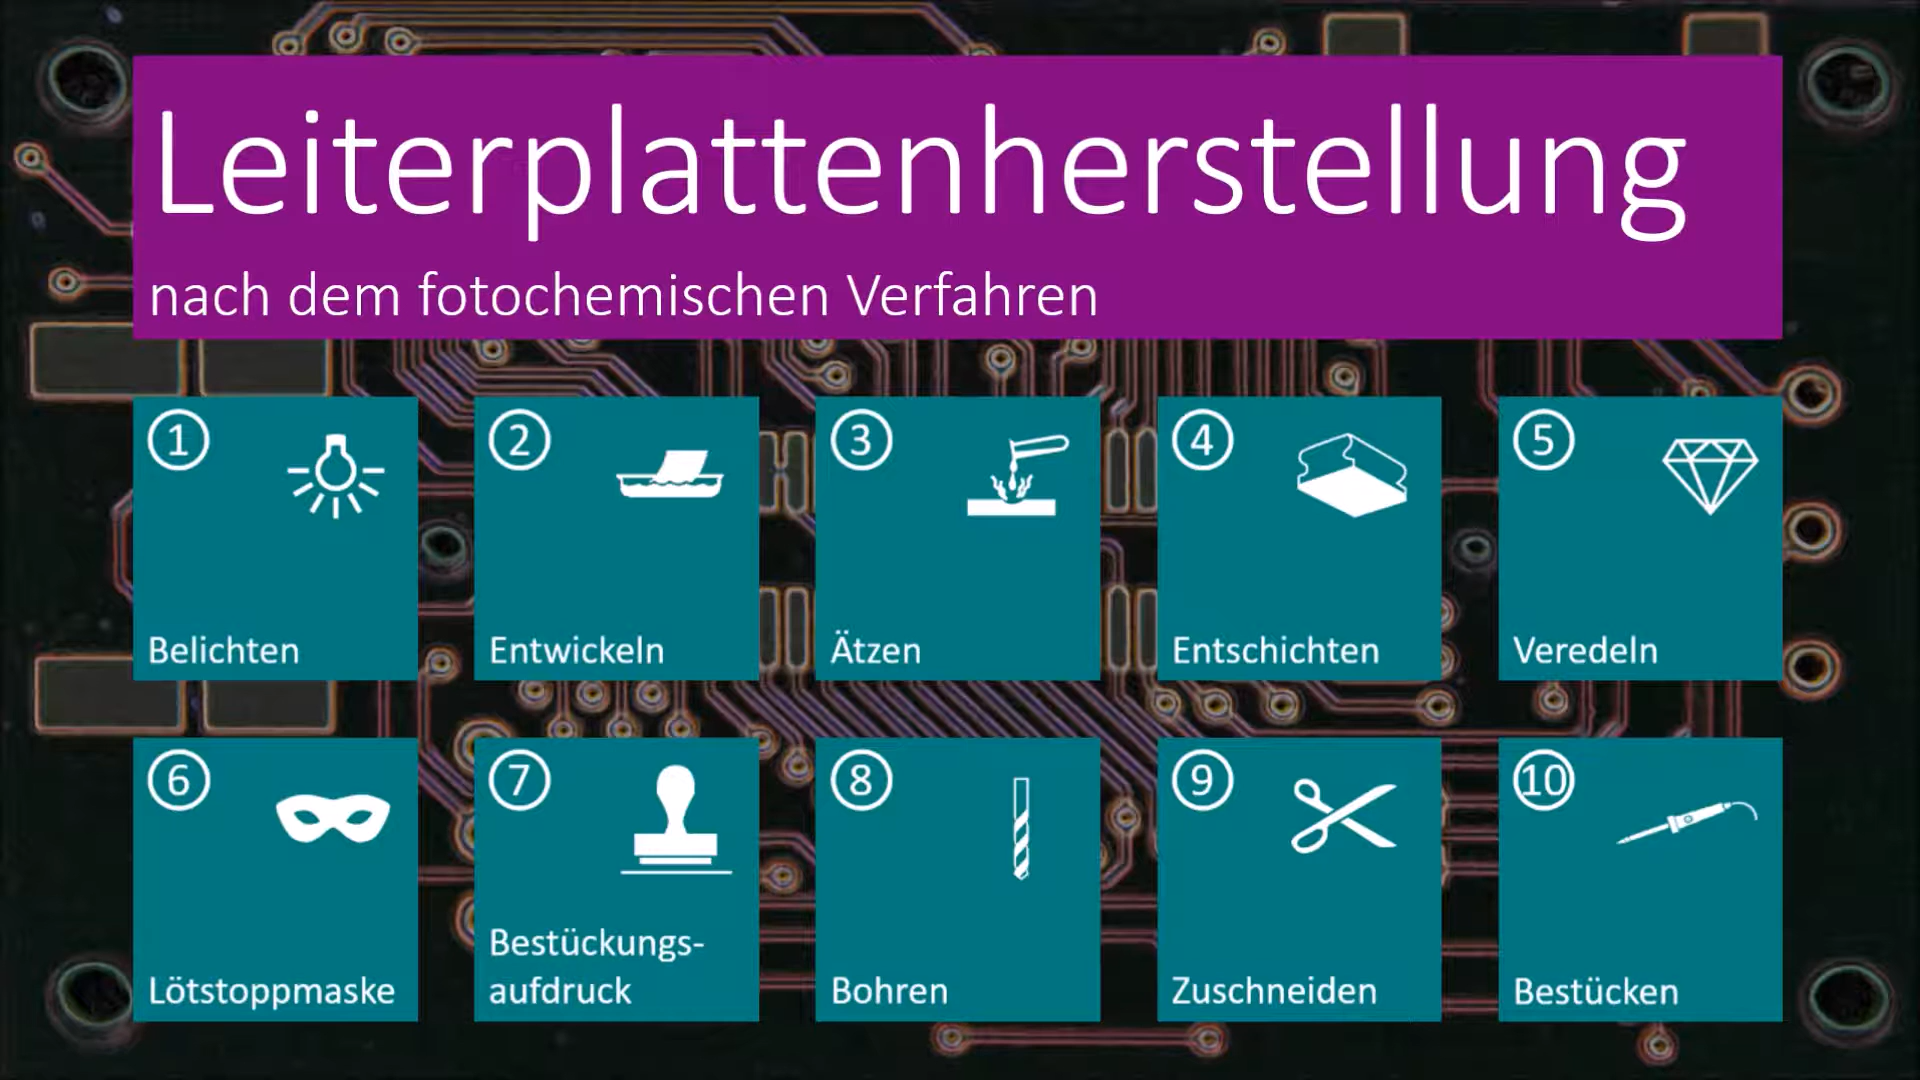 Leiterplattenherstellung
nach dem fotochemischen Verfahren
1
Belichten
2
Entwickeln
3
Ätzen
4
Entschichten
5
Veredeln
6
Lötstoppmaske
7
Bestückungs-
aufdruck
8
Bohren
9
Zuschneiden
10
Bestücken